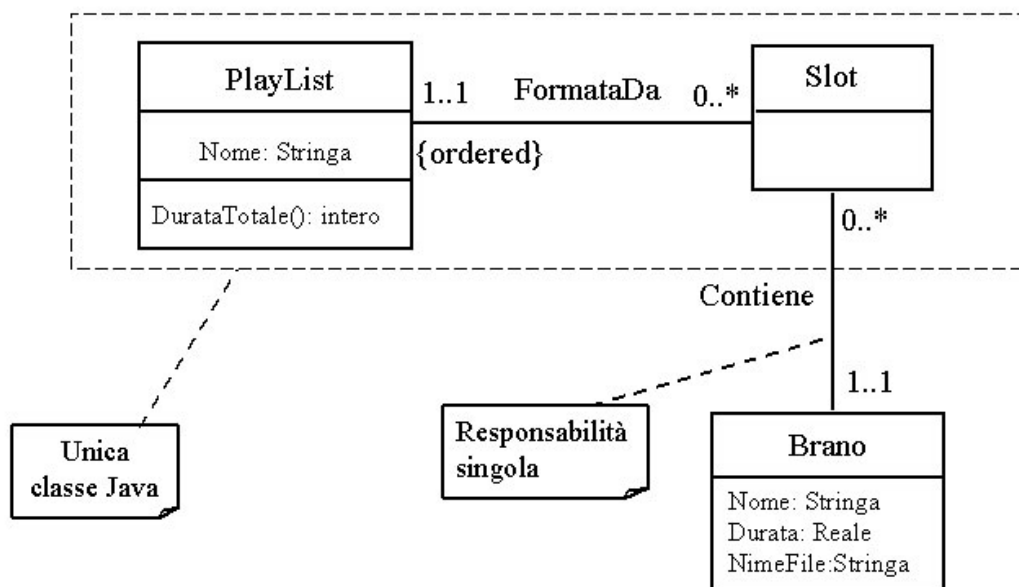 PlayList
1..1
FormataDa
0..*
Slot
Nome: Stringa
{ordered}
DurataTotale(): intero
0..*
Contiene
1..1
Unica
classe Java
Responsabilità
singola
Brano
Nome: Stringa
Durata: Reale
NimeFile:Stringa